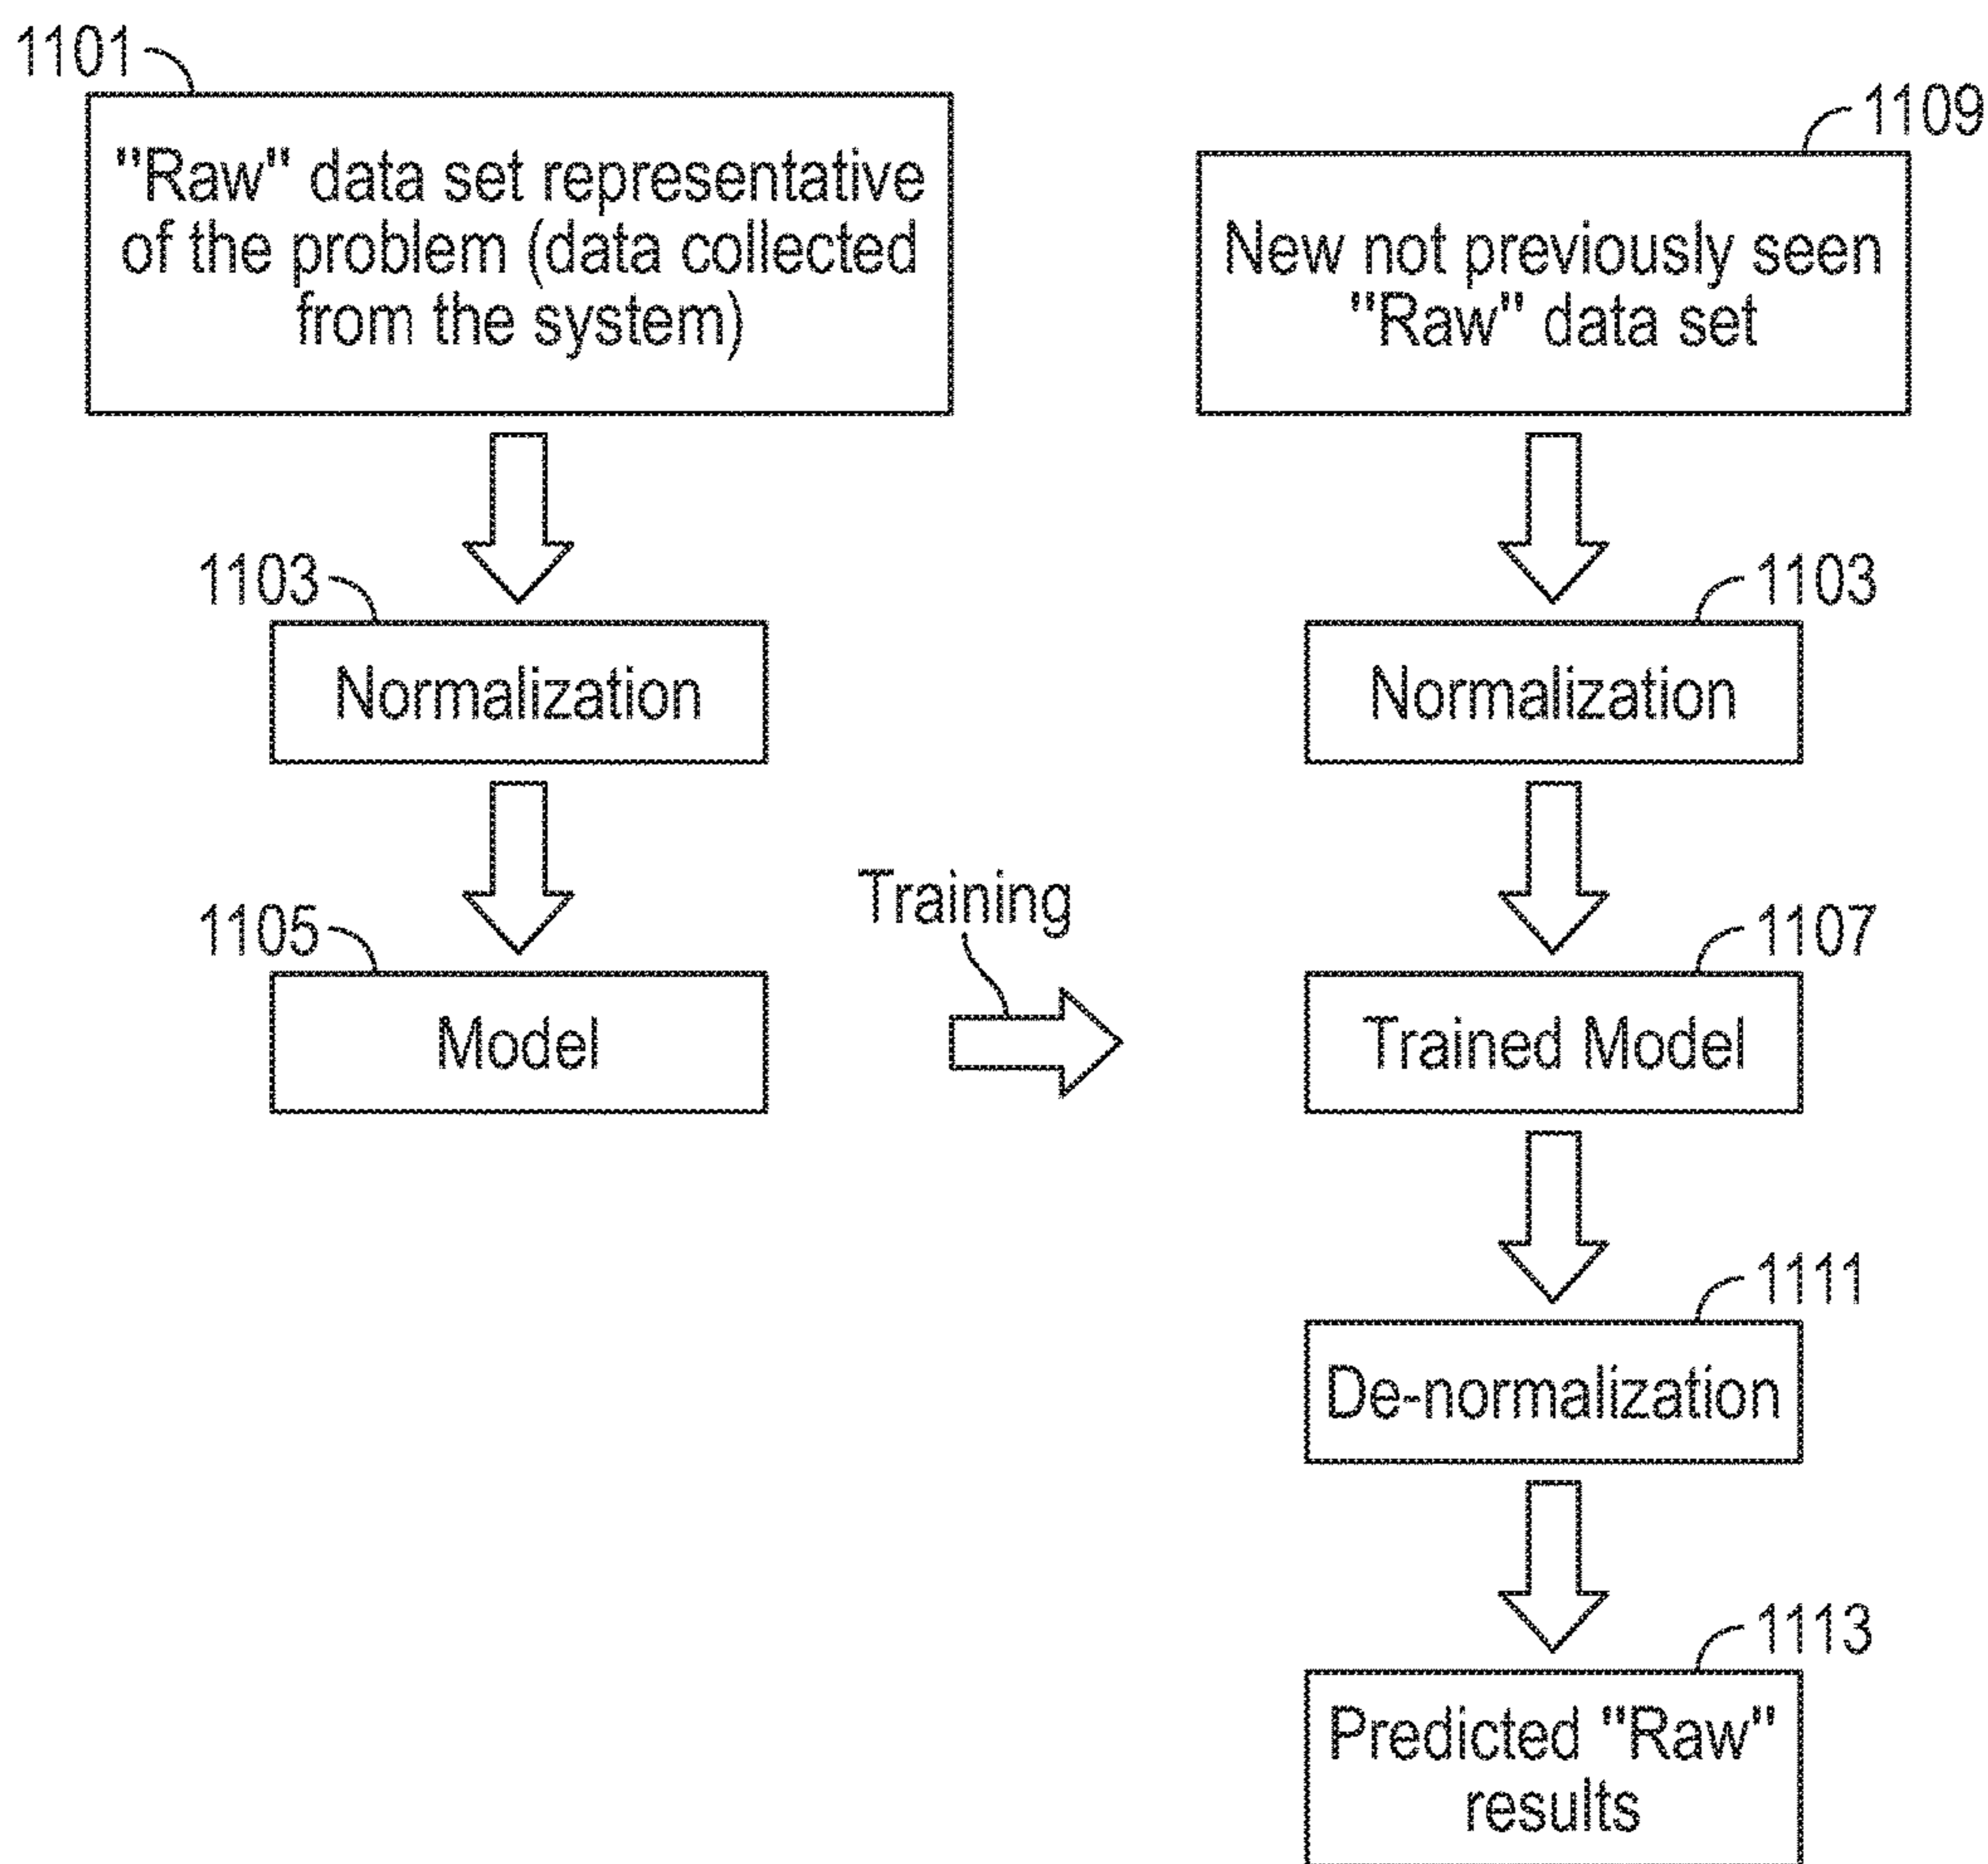 1101
"Raw" data set representative
of the problem (data collected
from the system)
1103
Normalization
1105
Model
Training
1109
New not previously seen
"Raw" data set
1103
Normalization
1107
Trained Model
1111
De-normalization
1113
Predicted "Raw"
results